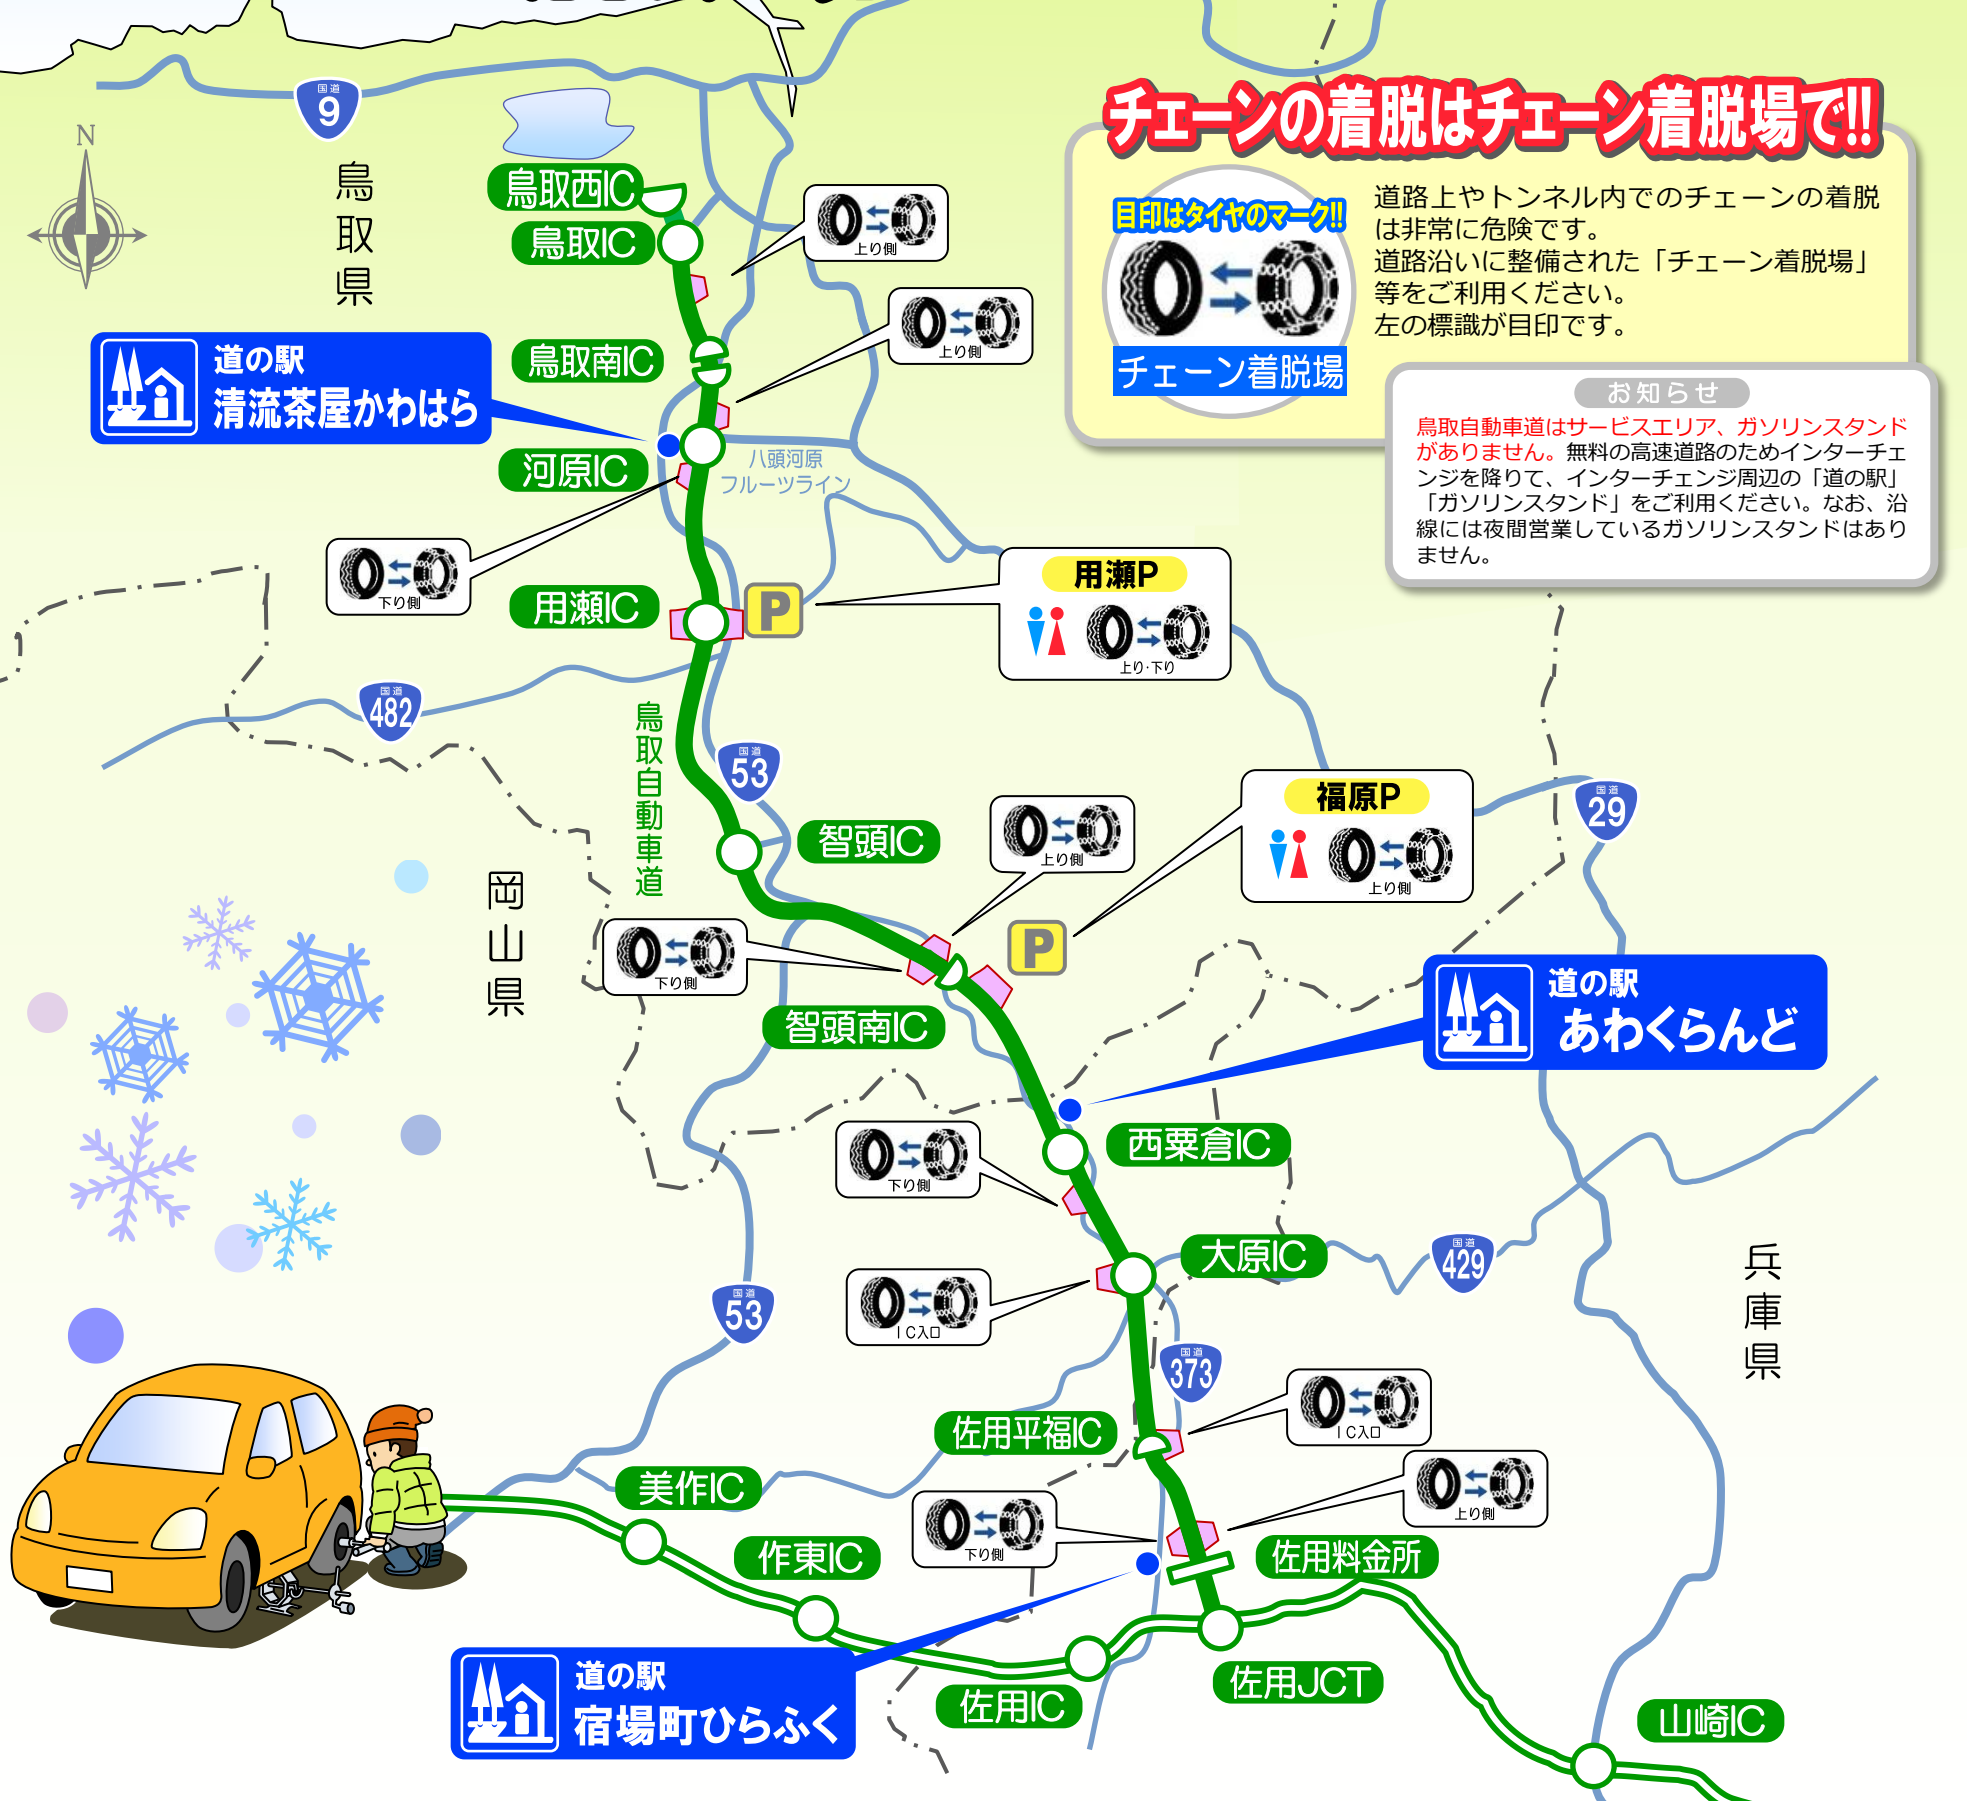 チェーンの着脱はチェーン着脱場で!!
目印はタイヤのマーク!!
チェーン着脱場
道路上やトンネル内でのチェーンの着脱
は非常に危険です。
道路沿いに整備された「チェーン着脱場」
等をご利用ください。
左の標識が目印です。
お知らせ
鳥取自動車道はサービスエリア、ガソリンスタンド
がありません。無料の高速道路のためインターチェ
ンジを降りて、インターチェンジ周辺の「道の駅」
「ガソリンスタンド」をご利用ください。なお、沿
線には夜間営業しているガソリンスタンドはあり
ません。
国道
9
N
鳥取県
鳥取西IC
鳥取IC
上り側
上り側
鳥取南IC
道の駅
清流茶屋かわはら
河原IC
八頭河原
フルーツライン
下り側
用瀬IC
P
用瀬P
上り・下り
国道
482
鳥取自動車道
国道
53
福原P
上り側
国道
29
智頭IC
上り側
岡山県
下り側
P
智頭南IC
道の駅
あわくらんど
西粟倉IC
下り側
大原IC
国道
429
兵庫県
IC入口
国道
53
国道
373
IC入口
佐用平福IC
上り側
美作IC
下り側
作東IC
佐用料金所
道の駅
宿場町ひらふく
佐用IC
佐用JCT
山崎IC